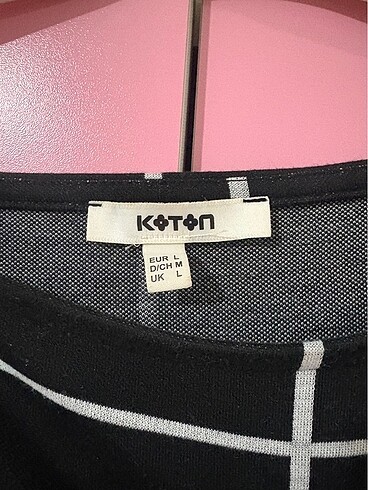 KOTON
EUR L
D/CH M
UK L